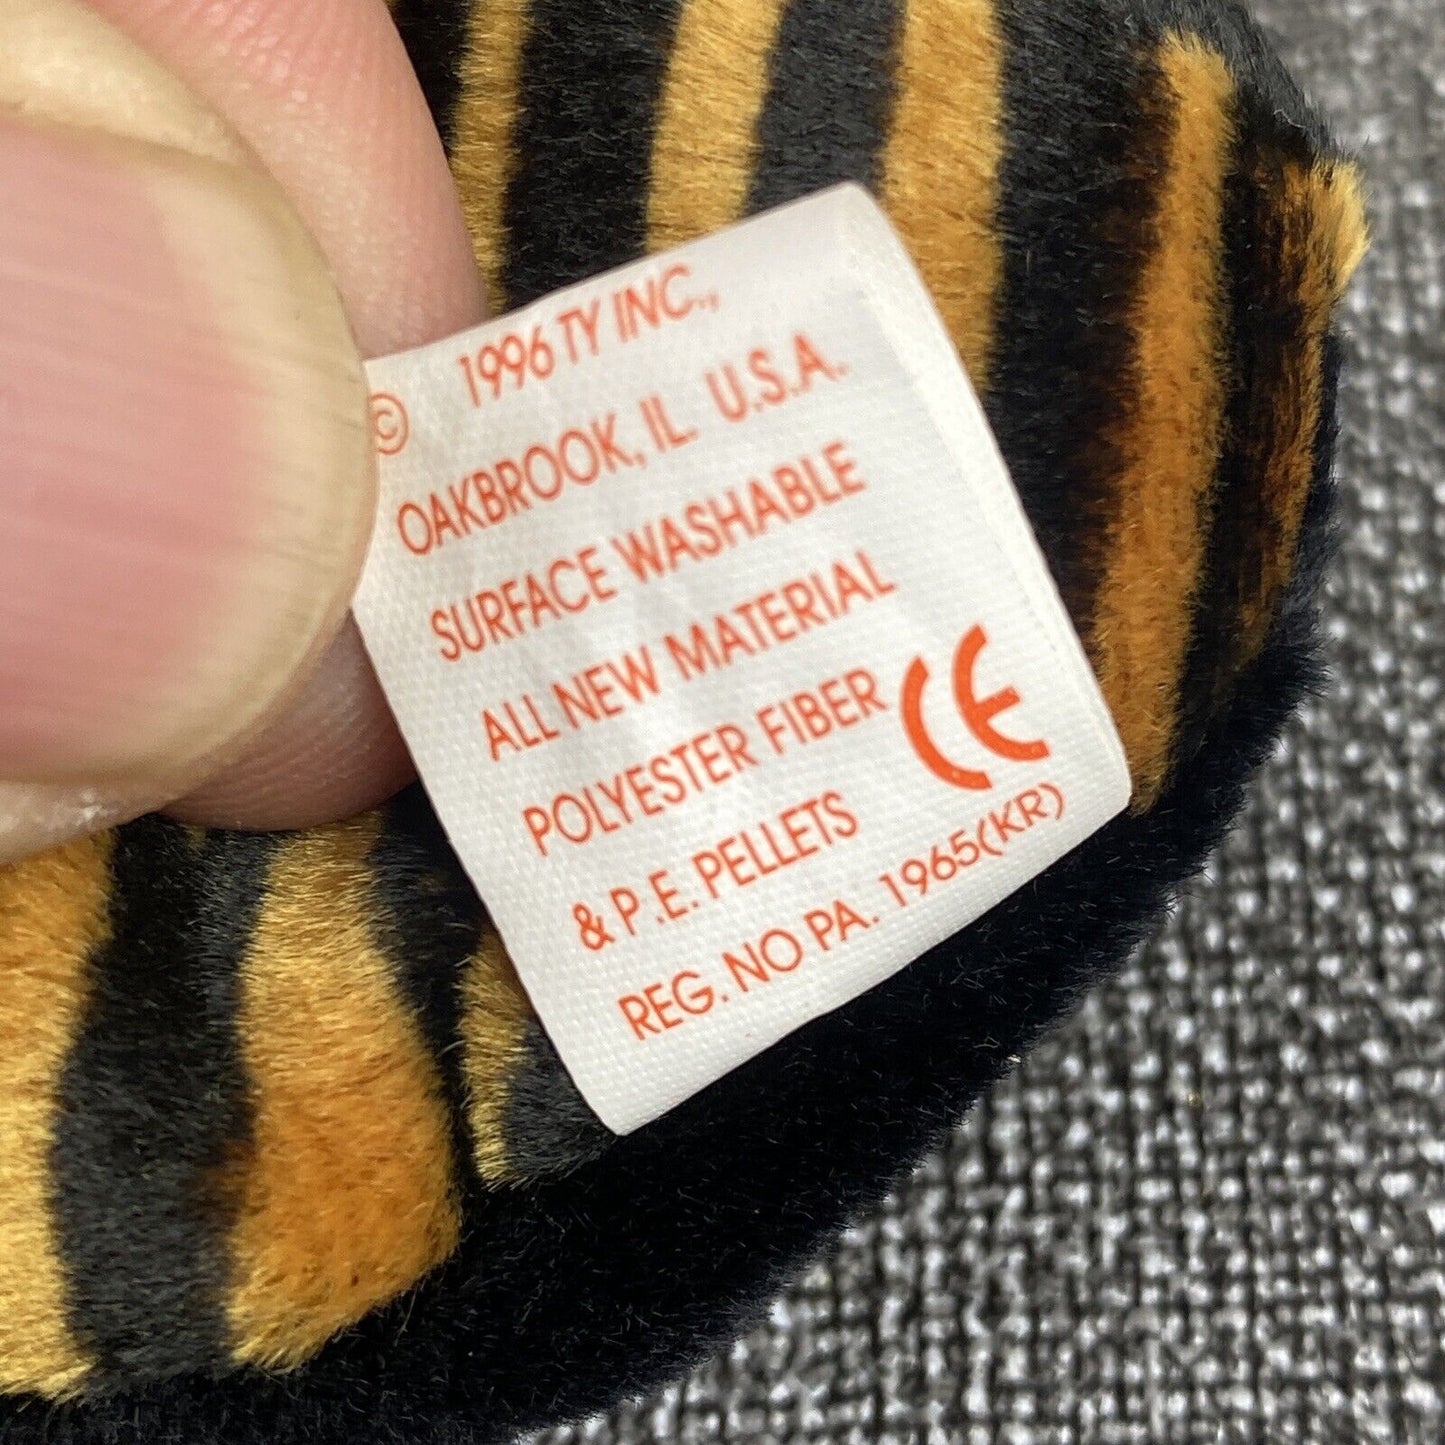 © 1996 TY INC.,
OAKBROOK, IL. U.S.A.
SURFACE WASHABLE
ALL NEW MATERIAL
POLYESTER FIBER
& P.E. PELLETS CE
REG. NO PA. 1965(KR)